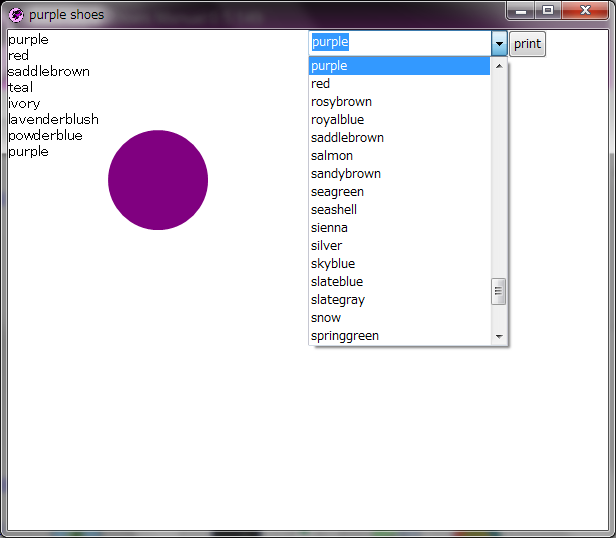 purple shoes
purple
red
saddlebrown
teal
ivory
lavenderblush
powderblue
purple
purple
print
purple
red
rosybrown
royalblue
saddlebrown
salmon
sandybrown
seagreen
seashell
sienna
silver
skyblue
slateblue
slategray
snow
springgreen